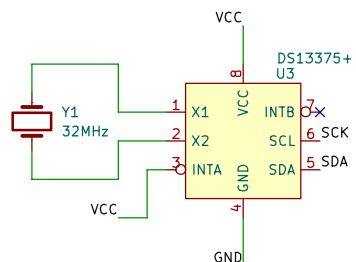 VCC
DS13375+
U3
8
VCC
1
X1
INTB
7
Y1
32MHz
2
X2
SCL
6
SCK
3
INTA
SDA
5
SDA
GND
VCC
4
GND